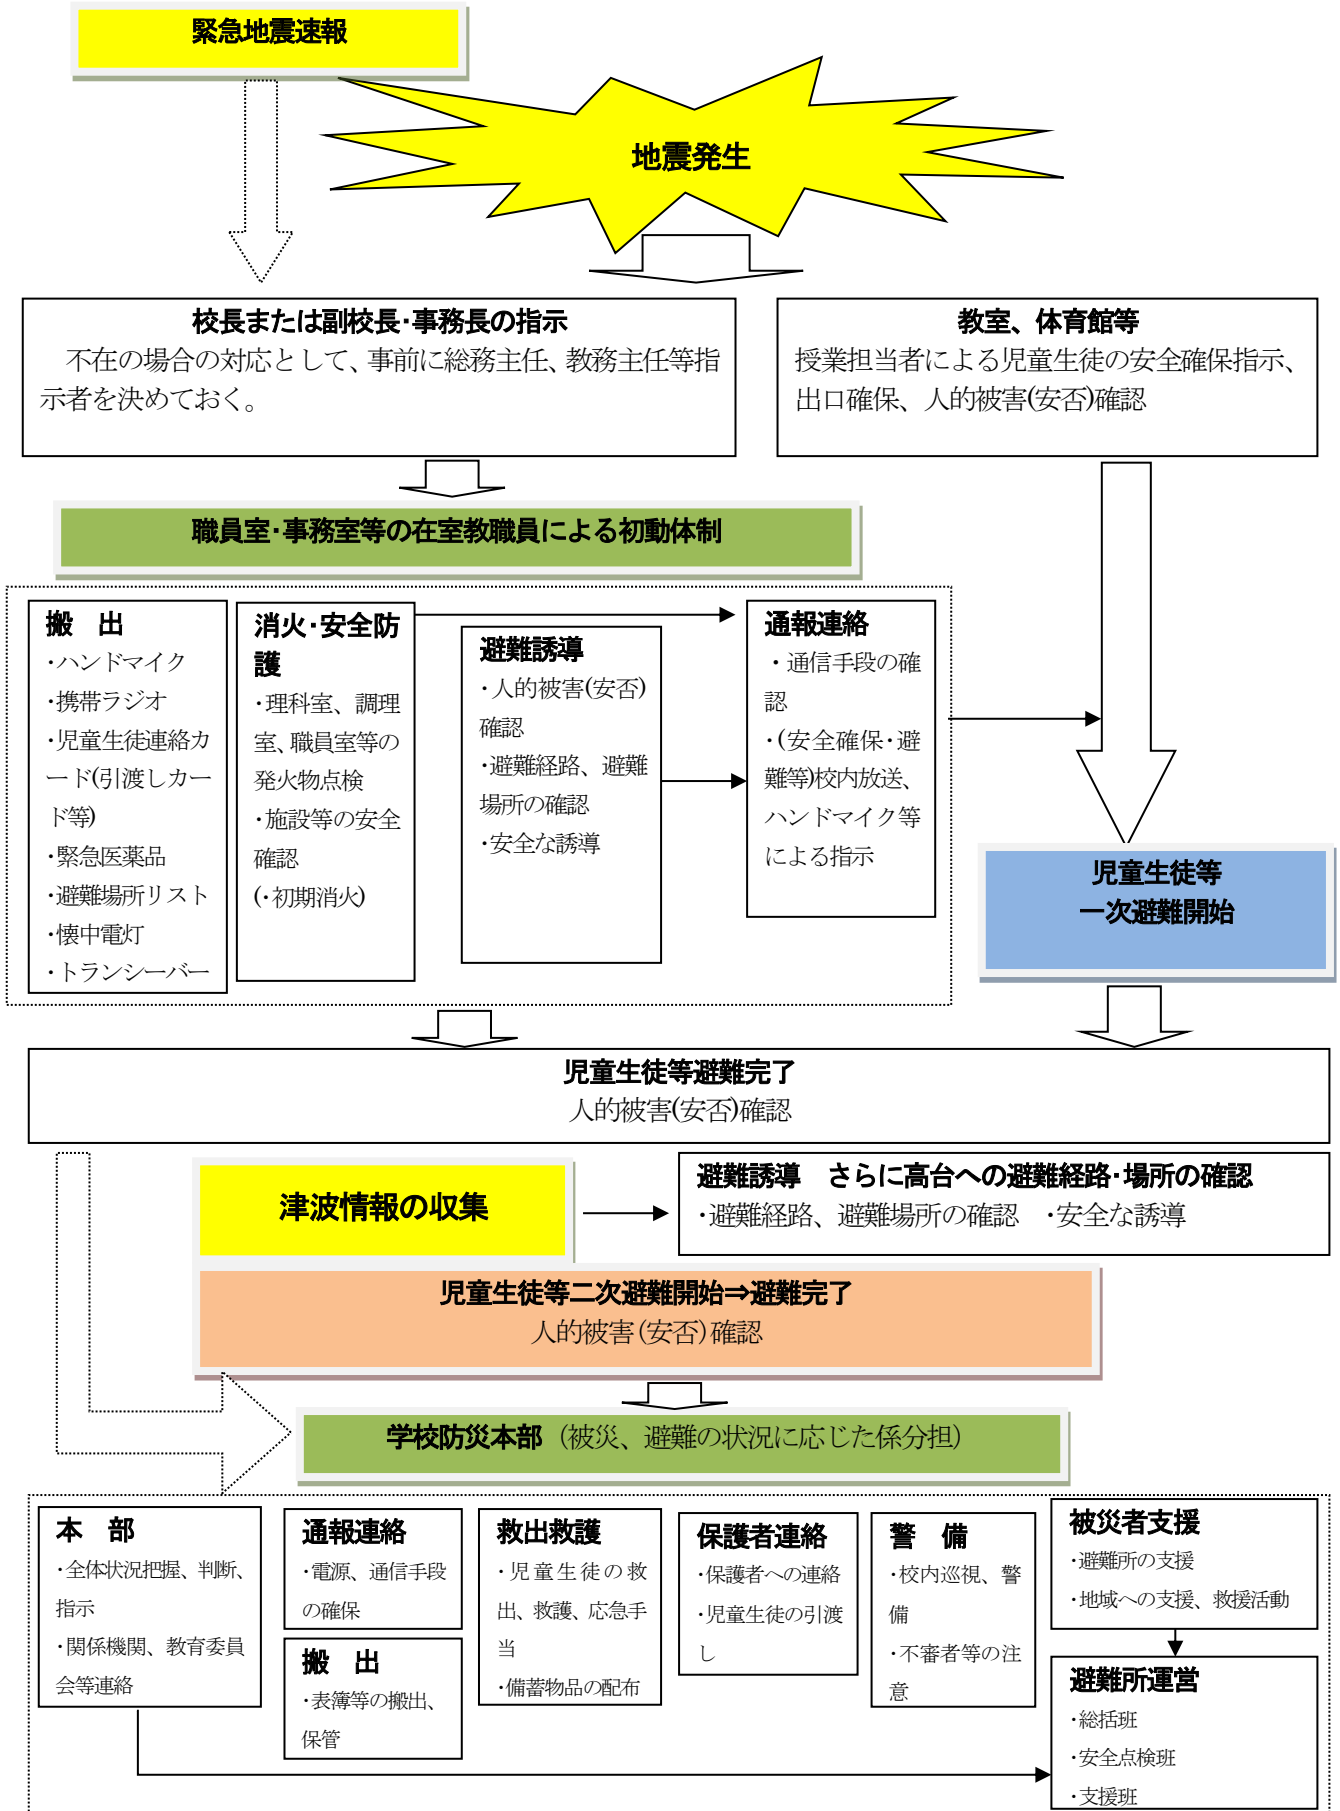 緊急地震速報
地震発生
校長または副校長・事務長の指示
不在の場合の対応として、事前に総務主任、教務主任等指
示者を決めておく。
教室、体育館等
授業担当者による児童生徒の安全確保指示、
出口確保、人的被害(安否)確認
職員室・事務室等の在室教職員による初動体制
搬　出
・ハンドマイク
・携帯ラジオ
・児童生徒連絡カ
ード(引渡しカー
ド等)
・緊急医薬品
・避難場所リスト
・懐中電灯
・トランシーバー
消火・安全防
護
・理科室、調理
室、職員室等の
発火物点検
・施設等の安全
確認
(・初期消火)
避難誘導
・人的被害(安否)
確認
・避難経路、避難
場所の確認
・安全な誘導
通報連絡
・通信手段の確
認
・(安全確保・避
難等)校内放送、
ハンドマイク等
による指示
児童生徒等
一次避難開始
児童生徒等避難完了
人的被害(安否)確認
津波情報の収集
避難誘導　さらに高台への避難経路・場所の確認
・避難経路、避難場所の確認　・安全な誘導
児童生徒等二次避難開始⇒避難完了
人的被害(安否)確認
学校防災本部（被災、避難の状況に応じた係分担）
本　部
・全体状況把握、判断、
指示
・関係機関、教育委員
会等連絡
通報連絡
・電源、通信手段
の確保
搬　出
・表簿等の搬出、
保管
救出救護
・児童生徒の救
出、救護、応急手
当
・備蓄物品の配布
保護者連絡
・保護者への連絡
・児童生徒の引渡
し
警　備
・校内巡視、警
備
・不審者等の注
意
被災者支援
・避難所の支援
・地域への支援、救援活動
避難所運営
・総括班
・安全点検班
・支援班